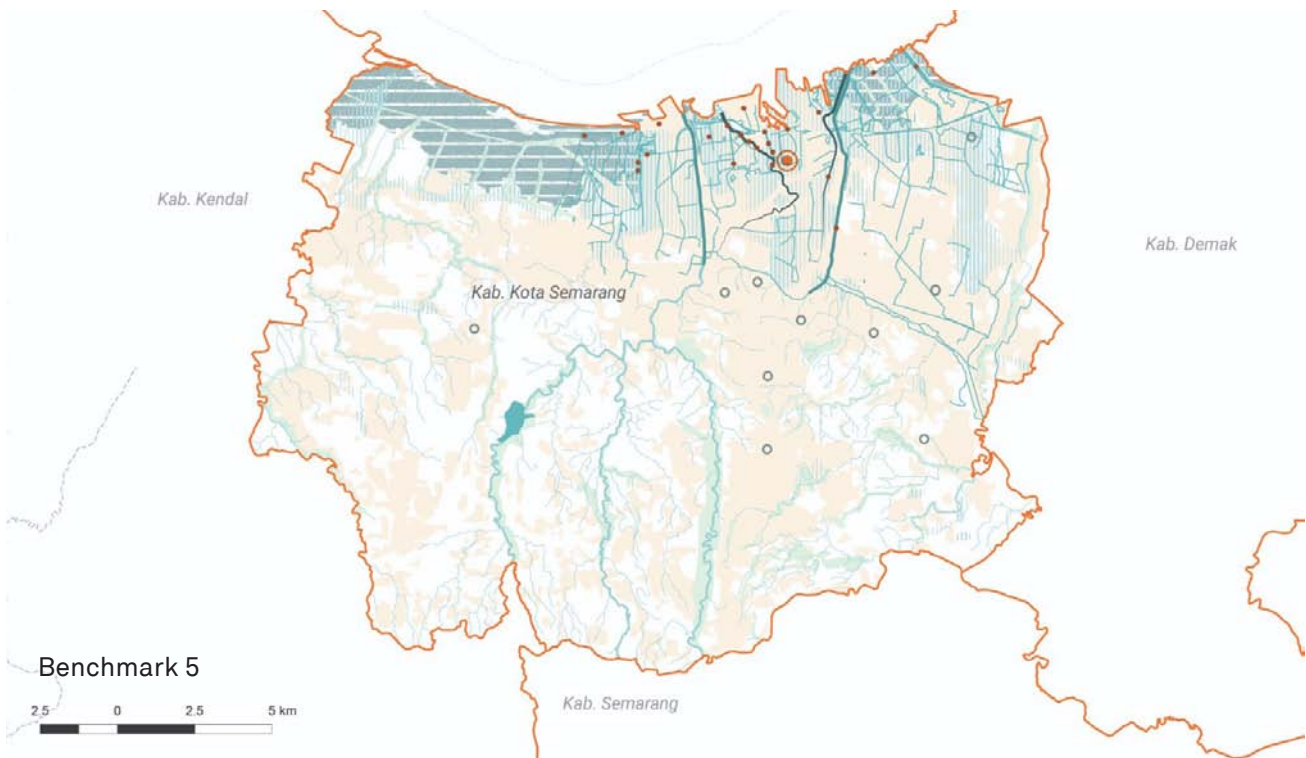 Kab. Kendal
Kab. Demak
Kab. Kota Semarang
Benchmark 5
2.5 0 2.5 5 km
Kab. Semarang